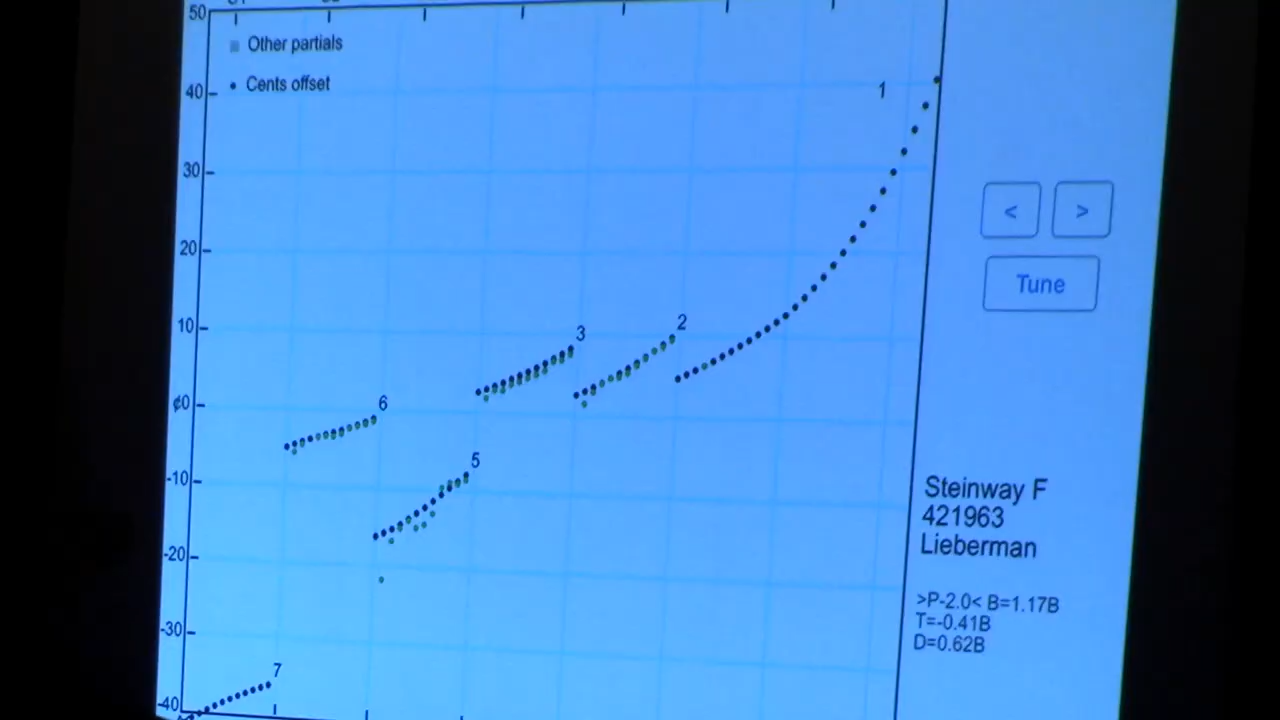 50
Other partials
Cents offset
40
1
30
< >
20
Tune
10
3
2
¢0
6
5
-10
Steinway F
421963
Lieberman
-20
>P-2.0< B=1.17B
T=-0.41B
D=0.62B
-30
7
-40